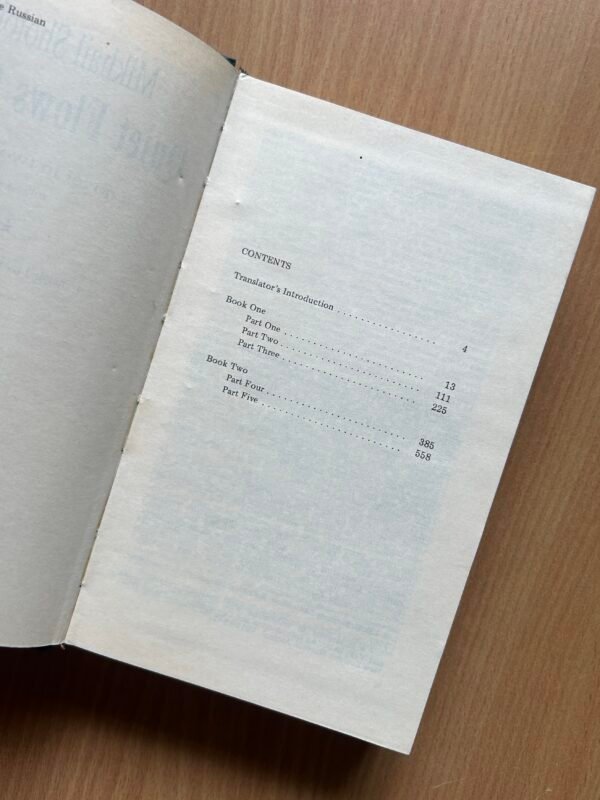 e Russian
CONTENTS
Translator's Introduction . . . . . . . . . . . . . . . . . 4
Book One
Part One . . . . . . . . . . . . . . . . . . . . . . . . 13
Part Two . . . . . . . . . . . . . . . . . . . . . . . . 111
Part Three . . . . . . . . . . . . . . . . . . . . . . . 225
Book Two
Part Four . . . . . . . . . . . . . . . . . . . . . . . . 385
Part Five . . . . . . . . . . . . . . . . . . . . . . . . 558